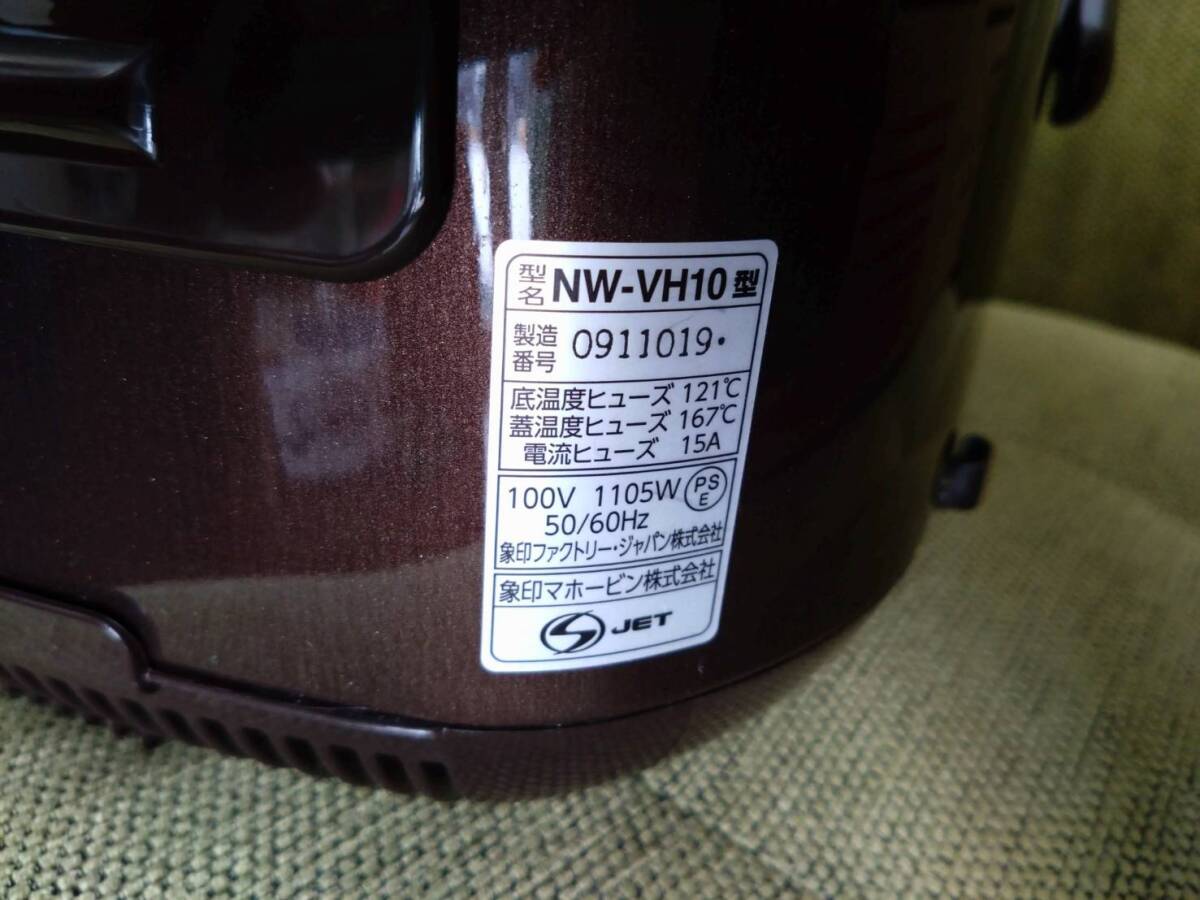 型名 NW-VH10 型
製造番号 0911019・
底温度ヒューズ 121℃
蓋温度ヒューズ 167℃
電流ヒューズ 15A
100V 1105W PSE
50/60Hz
象印ファクトリー・ジャパン株式会社
象印マホービン株式会社
S JET